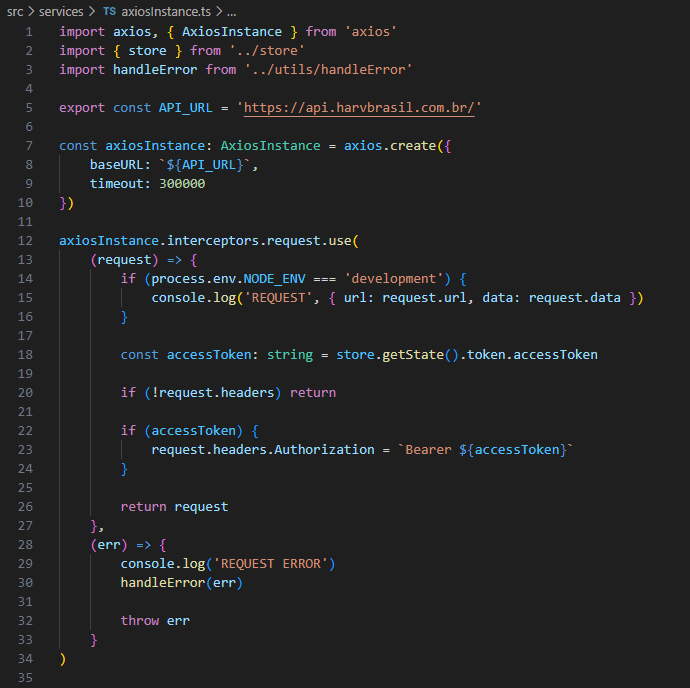 src > services > TS axiosInstance.ts > ...
1 import axios, { AxiosInstance } from 'axios'
2 import { store } from '../store'
3 import handleError from '../utils/handleError'
4
5 export const API_URL = 'https://api.harvbrasil.com.br/'
6
7 const axiosInstance: AxiosInstance = axios.create({
8     baseURL: `${API_URL}`,
9     timeout: 300000
10 })
11
12 axiosInstance.interceptors.request.use(
13     (request) => {
14         if (process.env.NODE_ENV === 'development') {
15             console.log('REQUEST', { url: request.url, data: request.data })
16         }
17
18         const accessToken: string = store.getState().token.accessToken
19
20         if (!request.headers) return
21
22         if (accessToken) {
23             request.headers.Authorization = `Bearer ${accessToken}`
24         }
25
26         return request
27     },
28     (err) => {
29         console.log('REQUEST ERROR')
30         handleError(err)
31
32         throw err
33     }
34 )
35